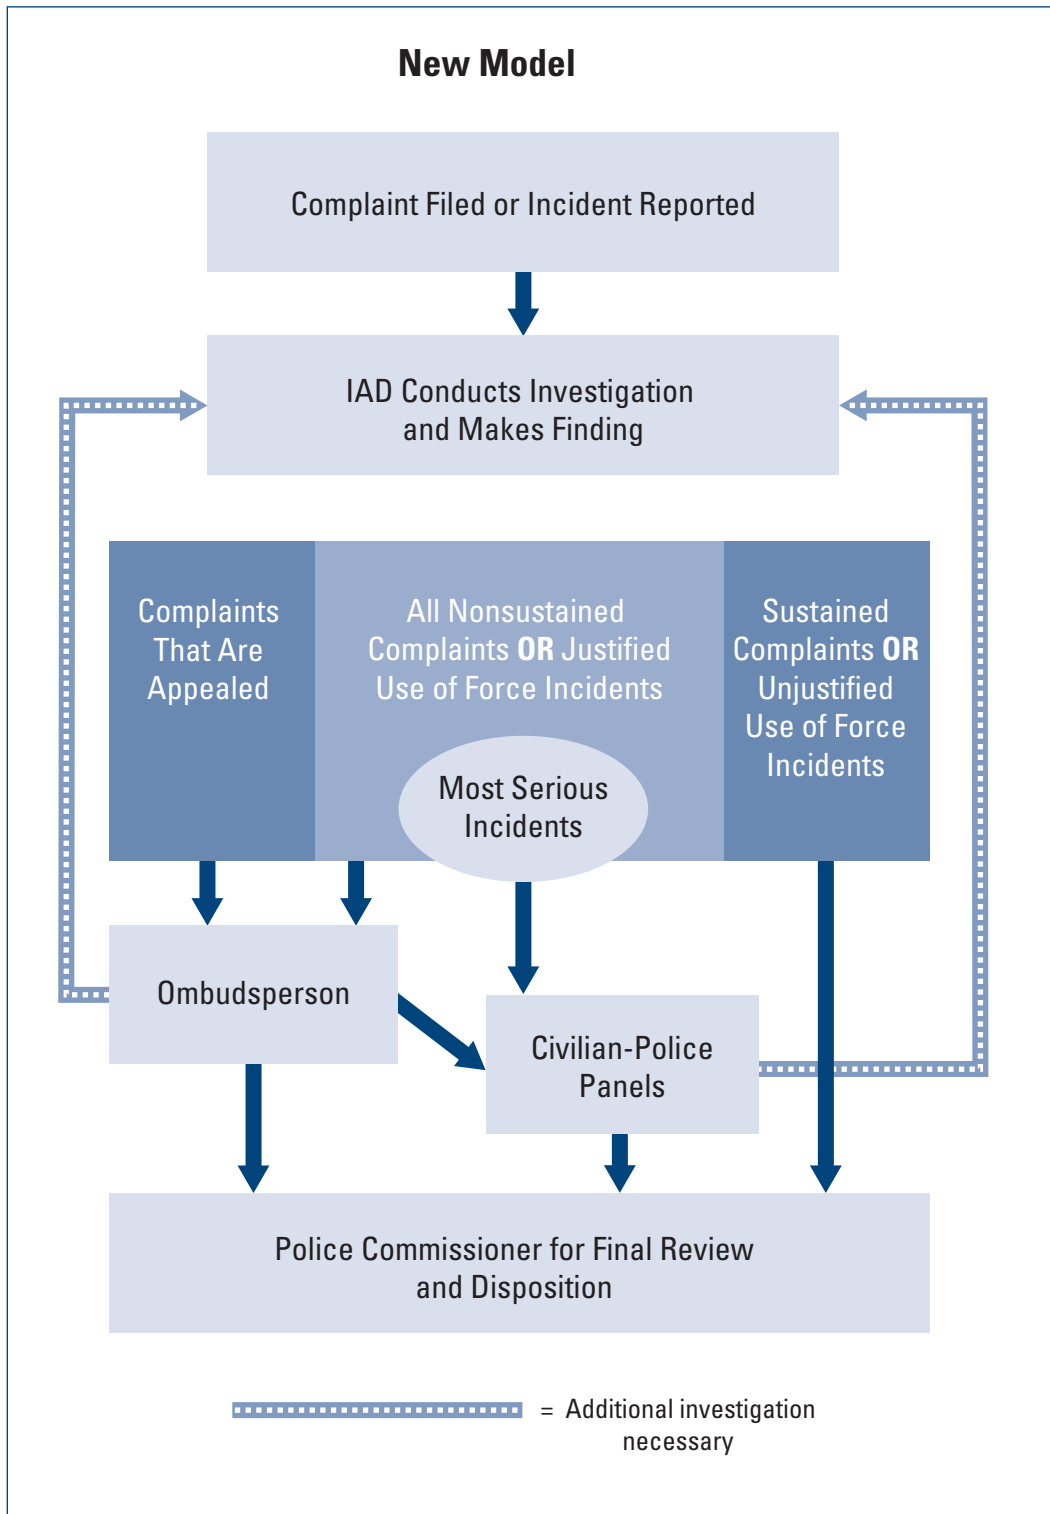 New Model
Complaint Filed or Incident Reported
IAD Conducts Investigation
and Makes Finding
Complaints
That Are
Appealed
All Nonsustained
Complaints OR Justified
Use of Force Incidents
Most Serious
Incidents
Sustained
Complaints OR
Unjustified
Use of Force
Incidents
Ombudsperson
Civilian-Police
Panels
Police Commissioner for Final Review
and Disposition
= Additional investigation
necessary